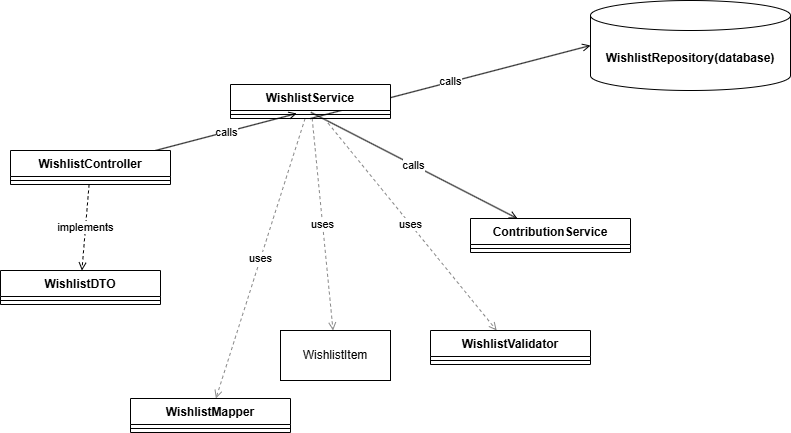 WishlistRepository(database)
calls
WishlistService
calls
WishlistController
calls
implements
uses
uses
ContributionService
uses
WishlistDTO
WishlistItem
WishlistValidator
WishlistMapper